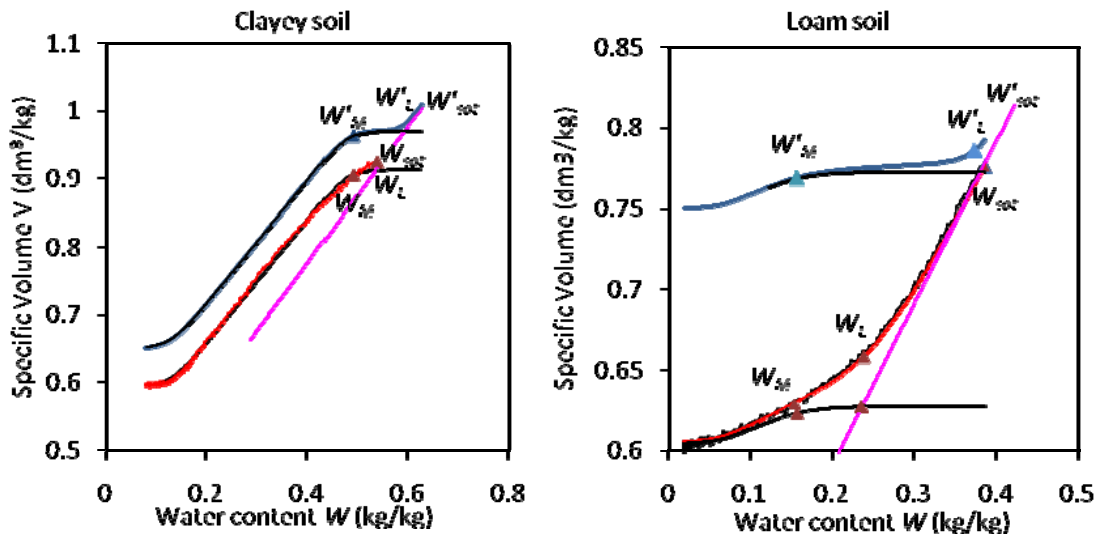 Clayey soil
1.1
1
0.9
0.8
0.7
0.6
0.5
0
0.2
0.4
0.6
0.8
Specific Volume V (dm³/kg)
Water content W (kg/kg)
W'M
W'L
W'sat
Wsat
WL
WM
Loam soil
0.85
0.8
0.75
0.7
0.65
0.6
0
0.1
0.2
0.3
0.4
0.5
Specific Volume (dm3/kg)
Water content W (kg/kg)
W'sat
W'L
W'M
Wsat
WL
WM